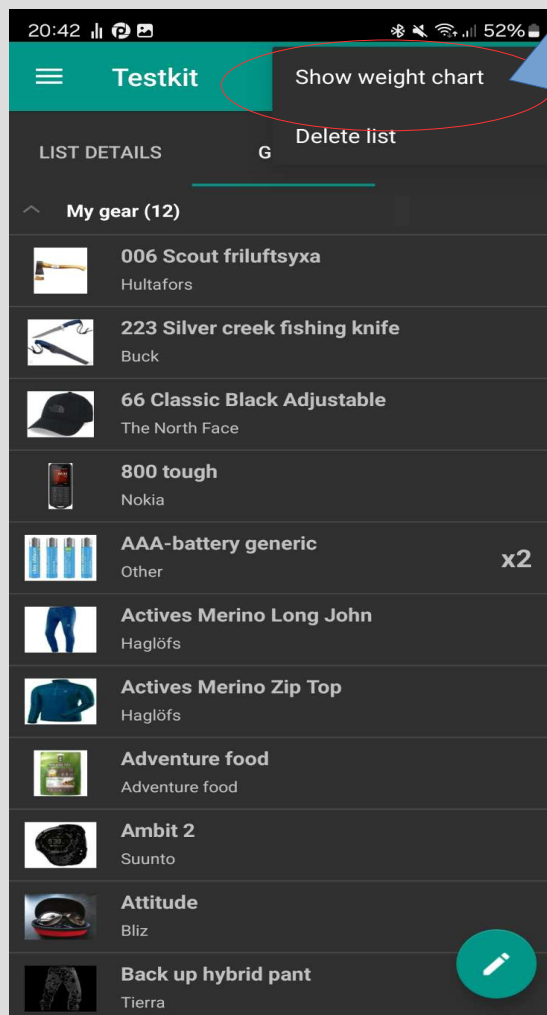 20:42 52%
Testkit
Show weight chart
Delete list
LIST DETAILS G
My gear (12)
006 Scout friluftsyxa
Hultafors
223 Silver creek fishing knife
Buck
66 Classic Black Adjustable
The North Face
800 tough
Nokia
AAA-battery generic
Other
x2
Actives Merino Long John
Haglöfs
Actives Merino Zip Top
Haglöfs
Adventure food
Adventure food
Ambit 2
Suunto
Attitude
Bliz
Back up hybrid pant
Tierra